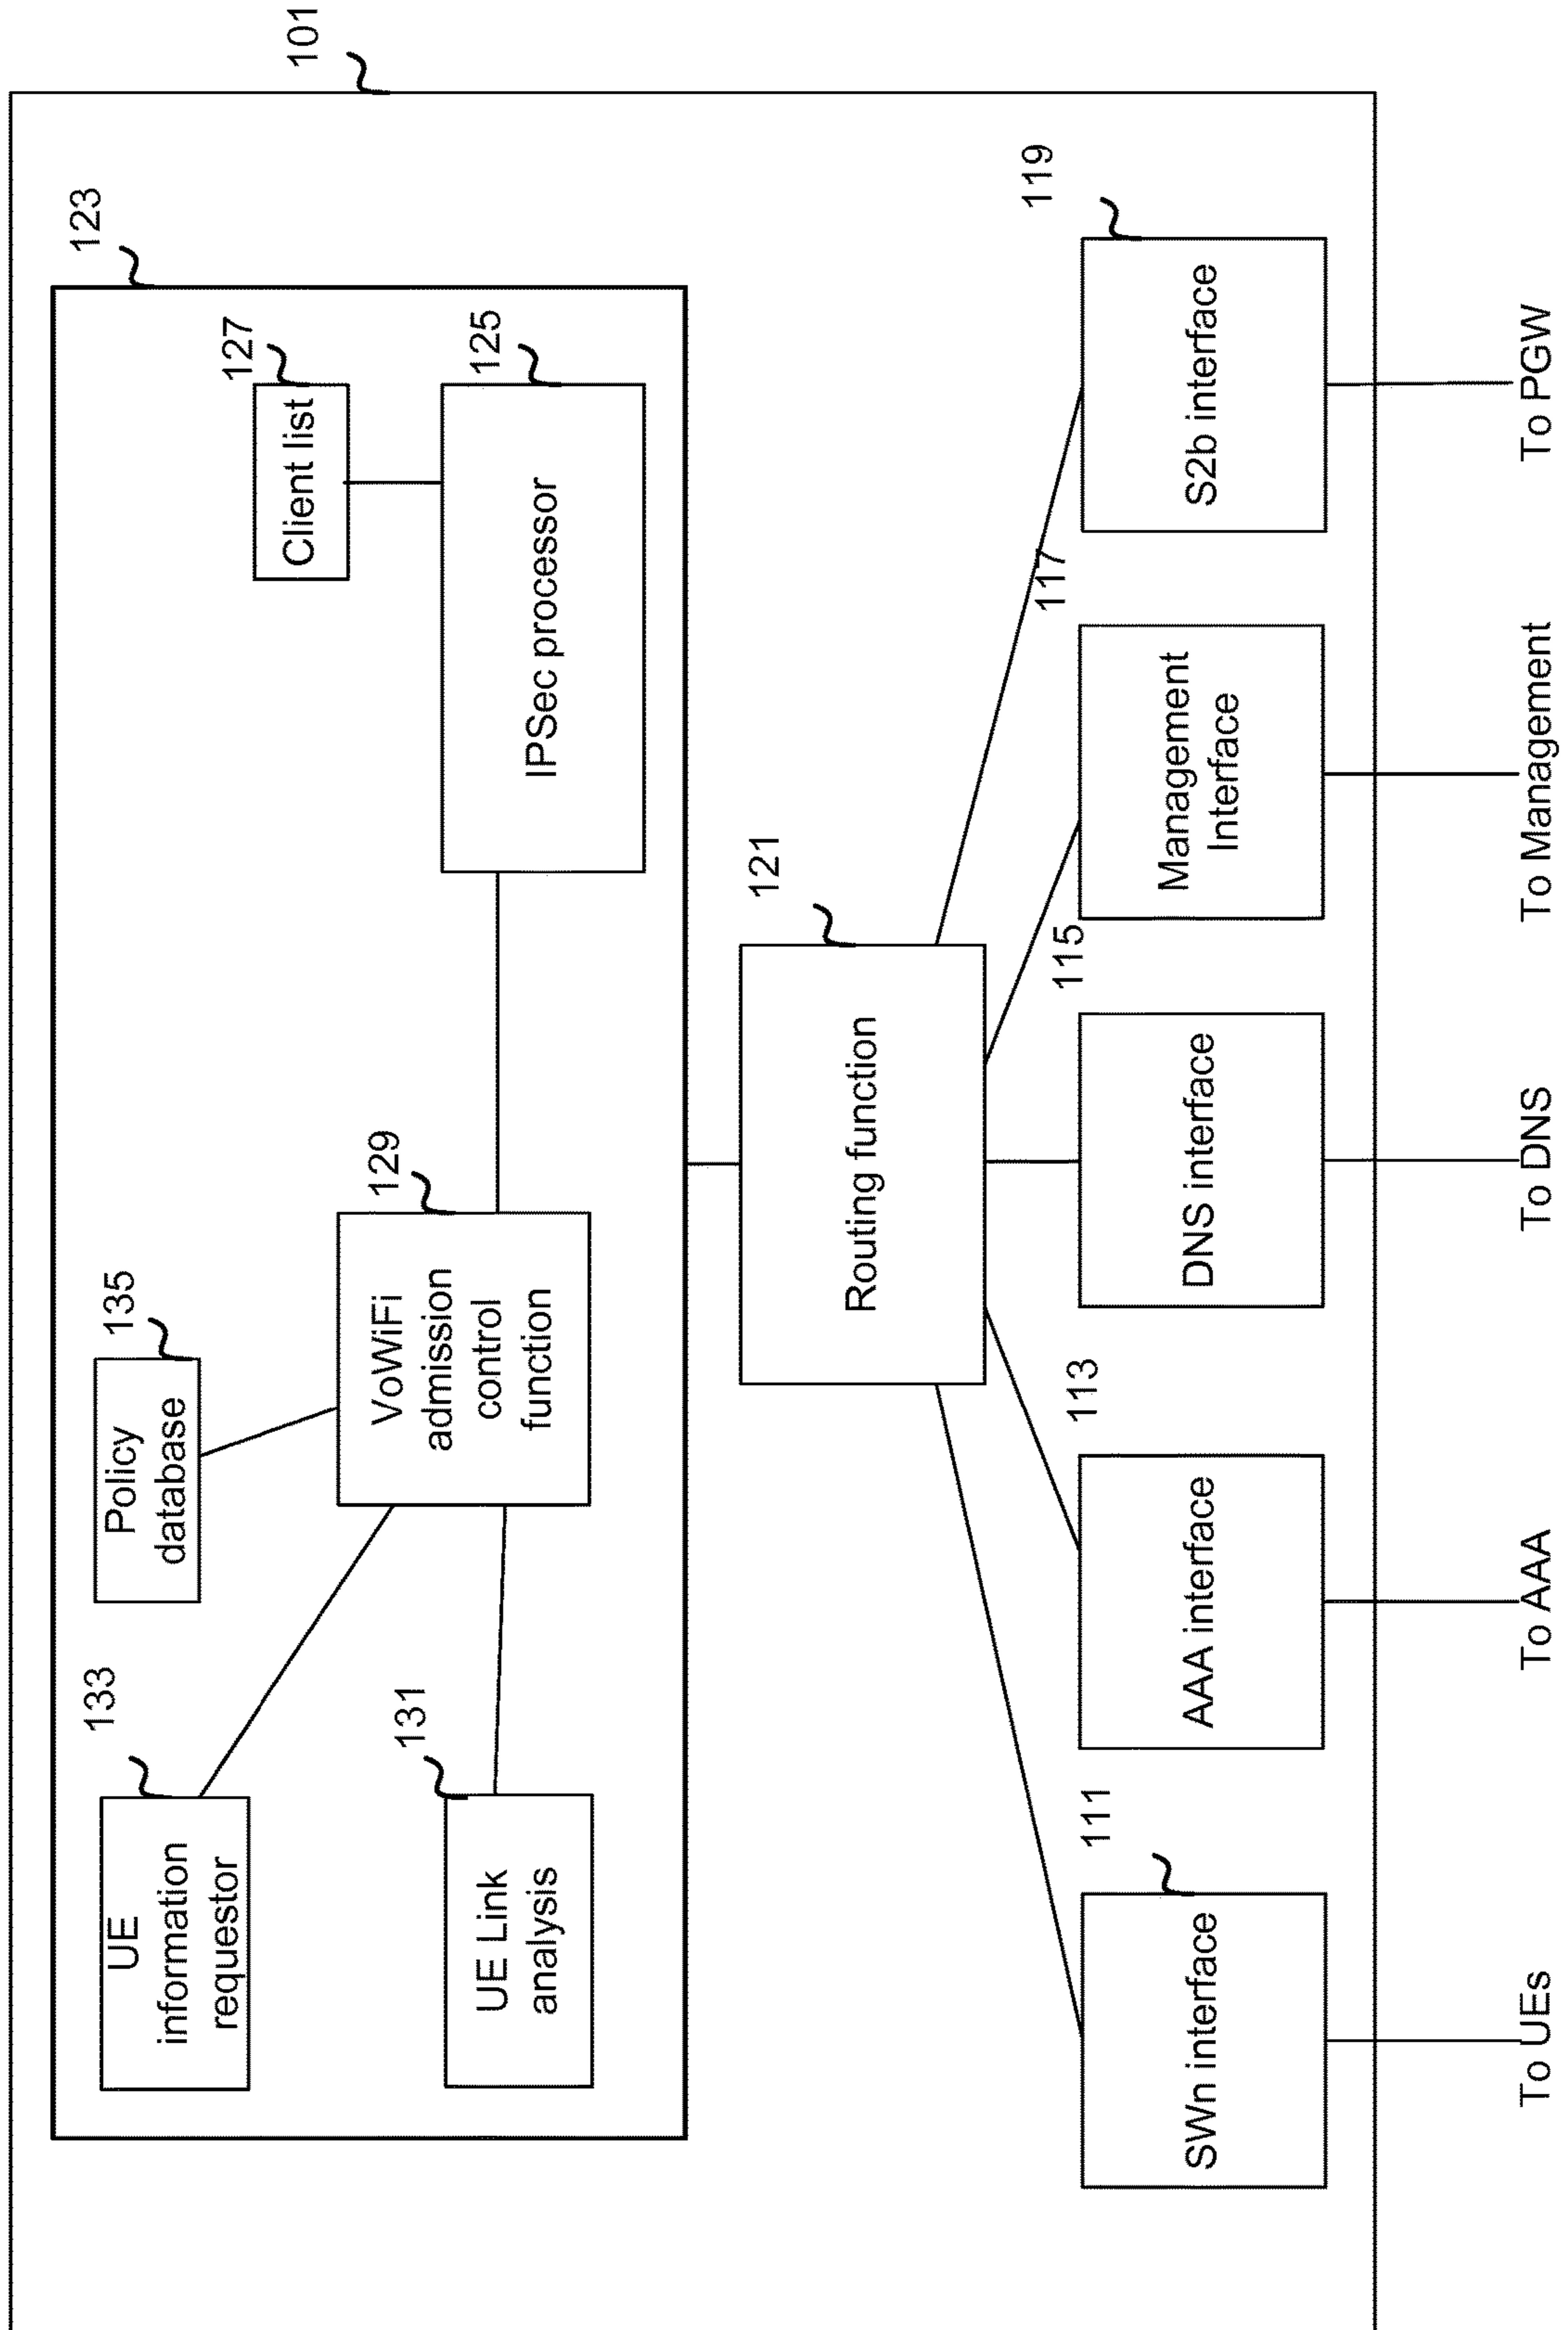 101
123
133
UE
information
requestor
135
Policy
database
127
Client list
131
UE Link
analysis
129
VoWiFi
admission
control
function
125
IPSec processor
121
Routing function
111
SWn interface
113
AAA interface
115
DNS interface
117
Management
Interface
119
S2b interface
To UEs
To AAA
To DNS
To Management
To PGW